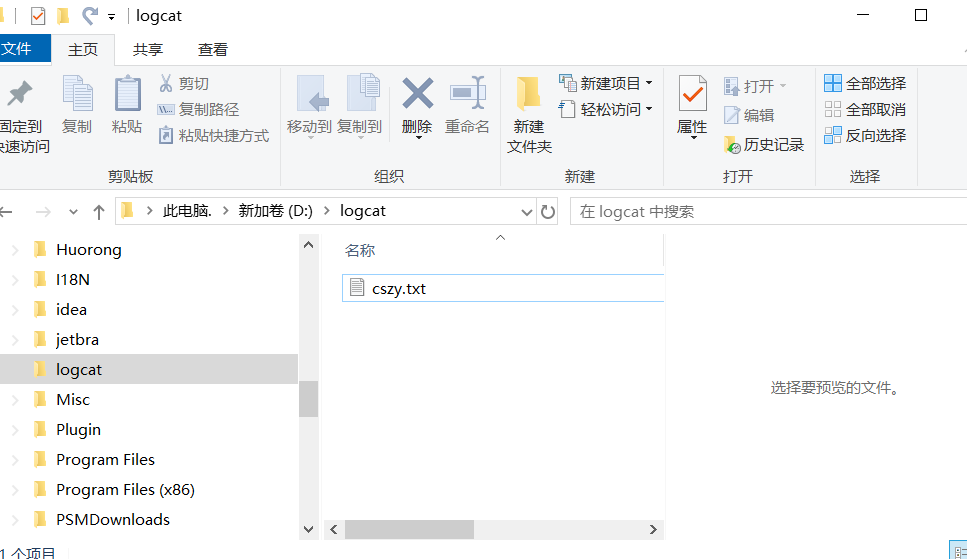 logcat
文件 主页 共享 查看
固定到快速访问
复制
粘贴
剪切
复制路径
粘贴快捷方式
剪贴板
移动到
复制到
删除
重命名
组织
新建
文件夹
新建项目
轻松访问
新建
属性
打开
编辑
历史记录
打开
全部选择
全部取消
反向选择
选择
此电脑. 新加卷 (D:) logcat
在 logcat 中搜索
Huorong
I18N
idea
jetbra
logcat
Misc
Plugin
Program Files
Program Files (x86)
PSMDownloads
名称
cszy.txt
选择要预览的文件。
1 个项目